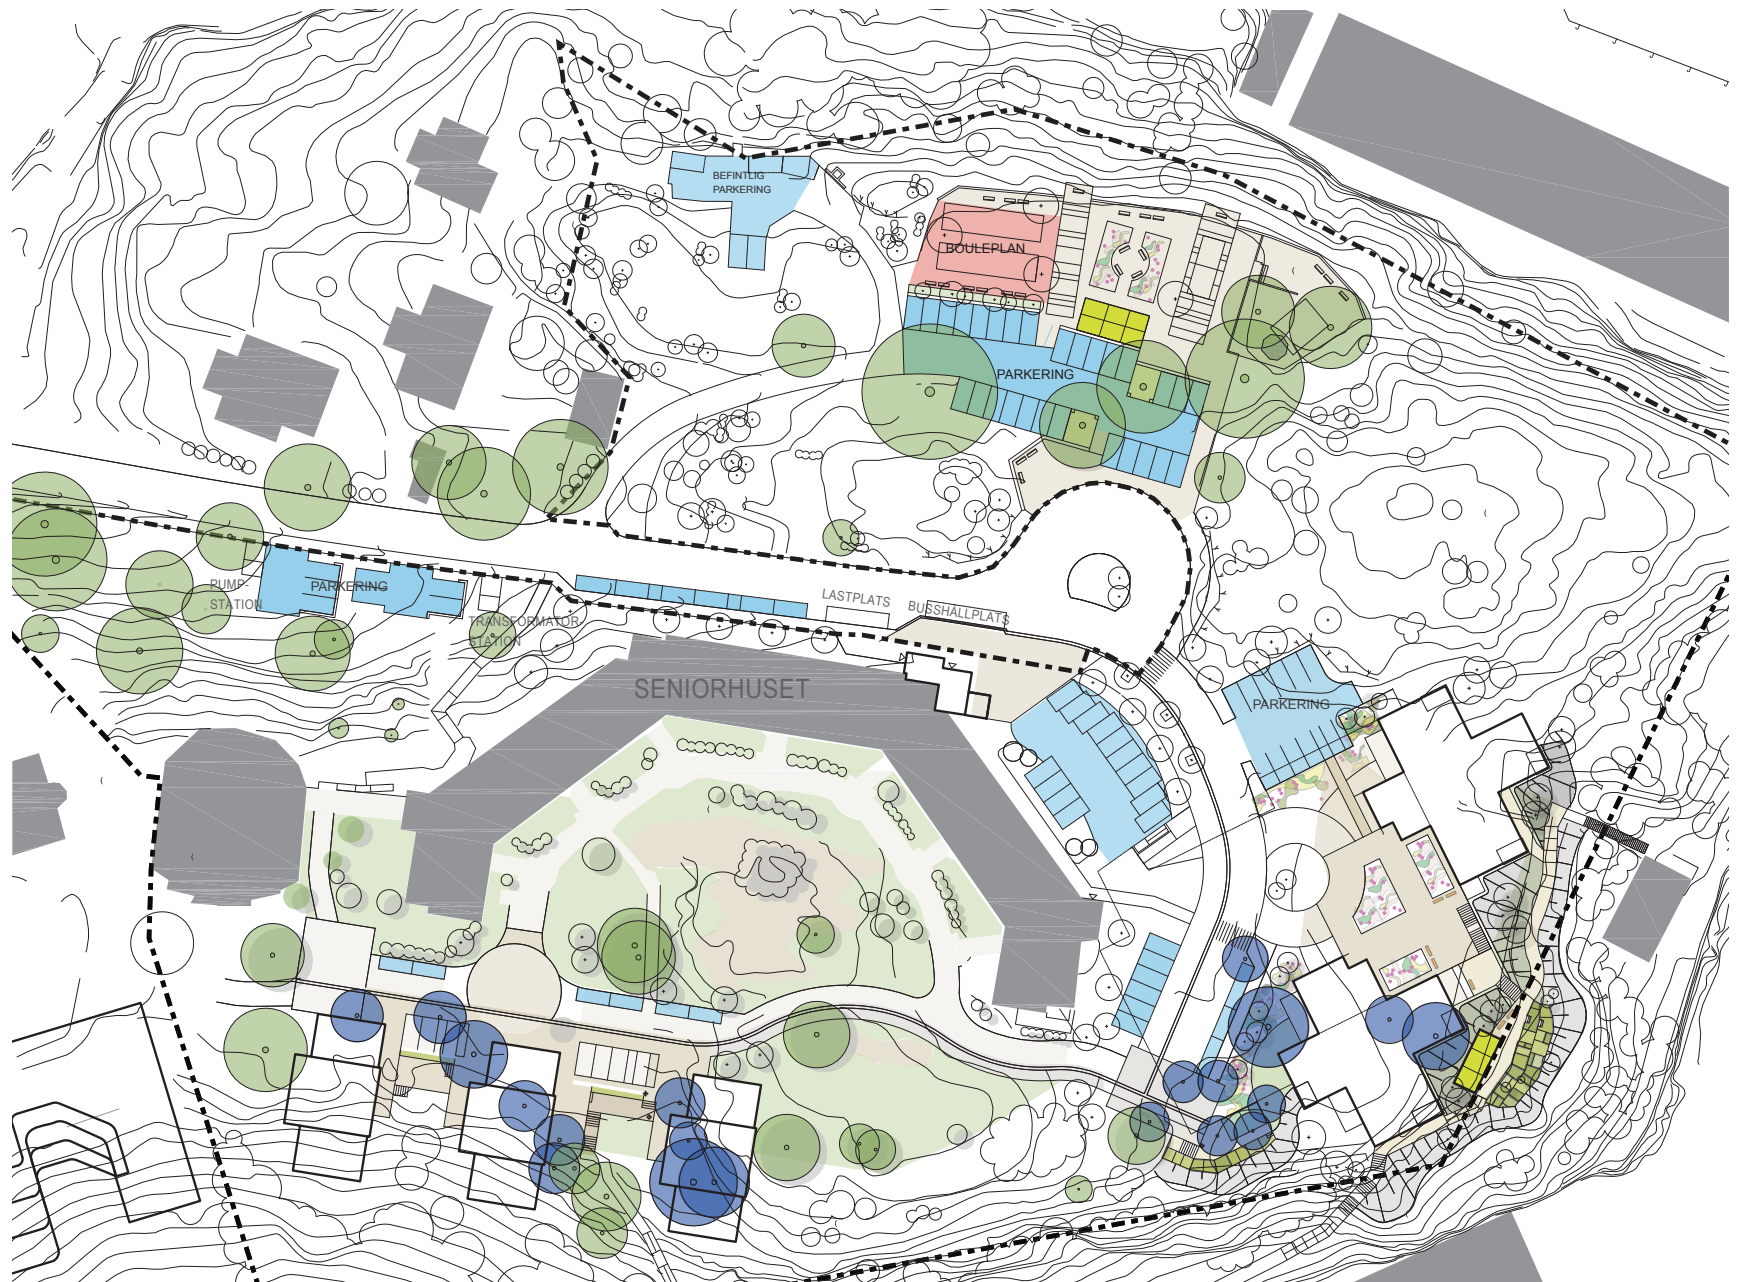 BEFINTLIG
PARKERING
BOULEPLAN
PARKERING
PUMP-
STATION
PARKERING
TRANSFORMATOR-
STATION
LASTPLATS
BUSSHÅLLPLATS
SENIORHUSET
PARKERING